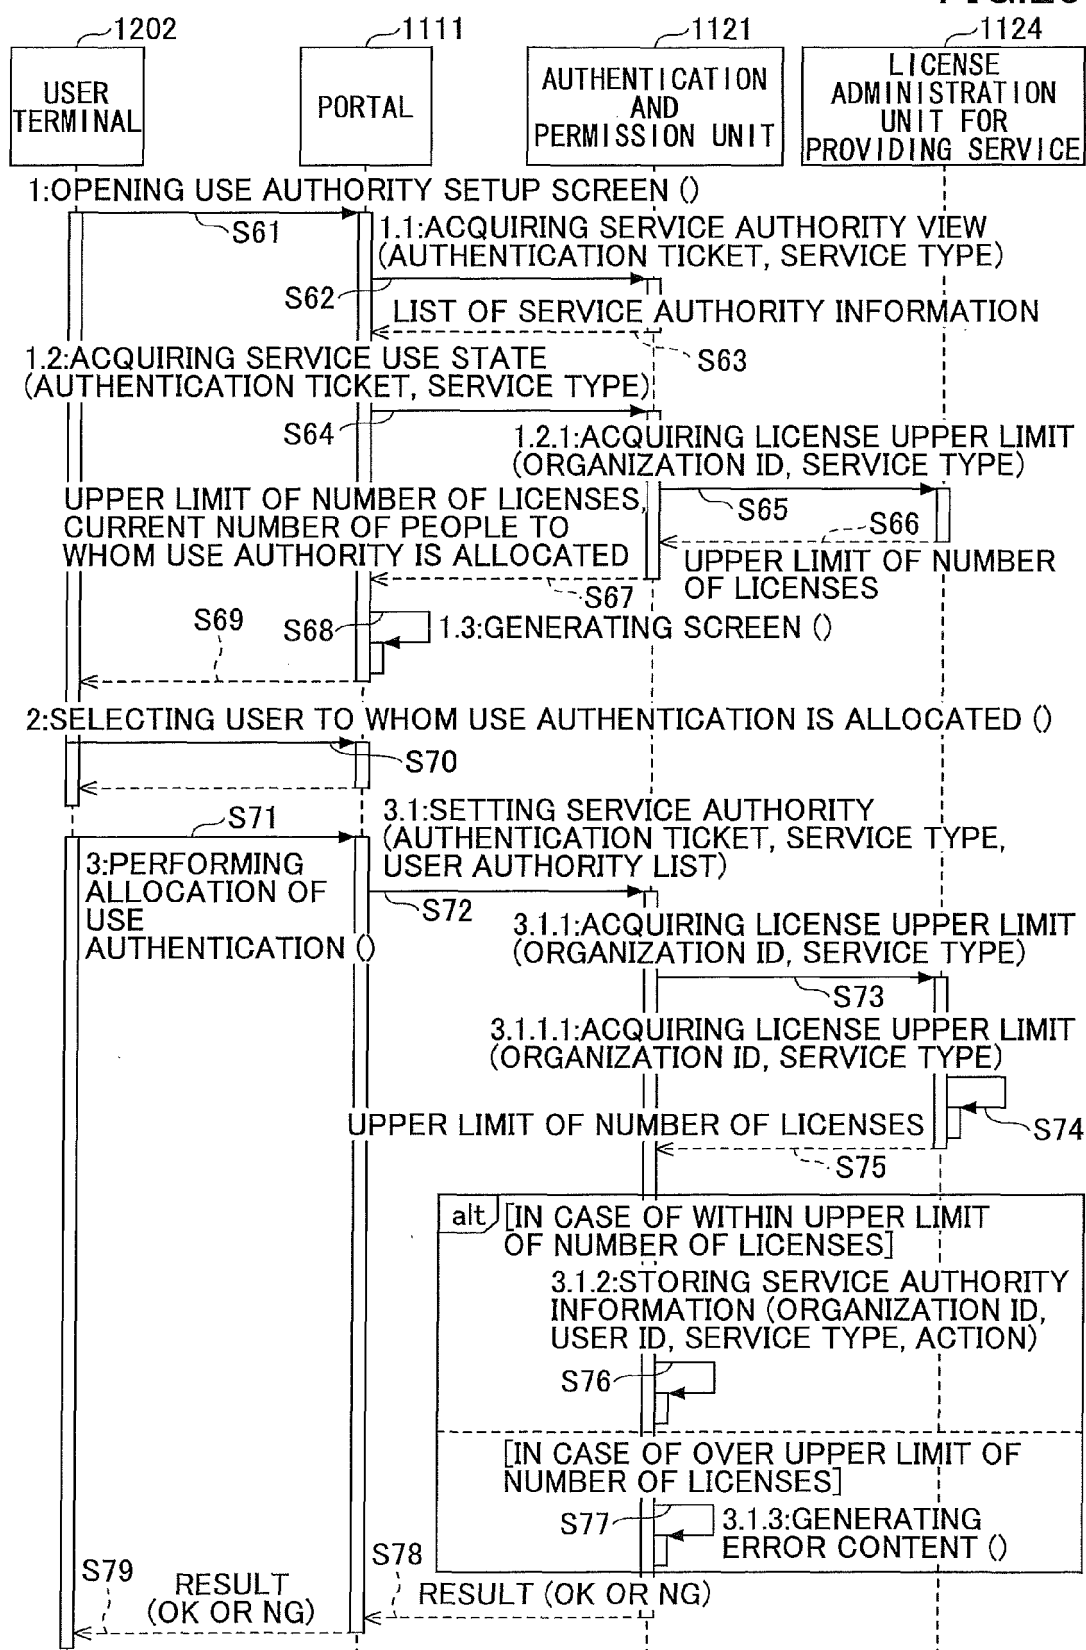 1202
1111
1121
1124
USER
TERMINAL
PORTAL
AUTHENTICATION
AND
PERMISSION UNIT
LICENSE
ADMINISTRATION
UNIT FOR
PROVIDING SERVICE
1:OPENING USE AUTHORITY SETUP SCREEN ()
S61
1.1:ACQUIRING SERVICE AUTHORITY VIEW
(AUTHENTICATION TICKET, SERVICE TYPE)
S62
LIST OF SERVICE AUTHORITY INFORMATION
S63
1.2:ACQUIRING SERVICE USE STATE
(AUTHENTICATION TICKET, SERVICE TYPE)
S64
1.2.1:ACQUIRING LICENSE UPPER LIMIT
(ORGANIZATION ID, SERVICE TYPE)
S65
S66
UPPER LIMIT OF NUMBER OF LICENSES,
CURRENT NUMBER OF PEOPLE TO
WHOM USE AUTHORITY IS ALLOCATED
UPPER LIMIT OF NUMBER
OF LICENSES
S67
S69
S68
1.3:GENERATING SCREEN ()
2:SELECTING USER TO WHOM USE AUTHENTICATION IS ALLOCATED ()
S70
S71
3:PERFORMING
ALLOCATION OF
USE
AUTHENTICATION ()
3.1:SETTING SERVICE AUTHORITY
(AUTHENTICATION TICKET, SERVICE TYPE,
USER AUTHORITY LIST)
S72
3.1.1:ACQUIRING LICENSE UPPER LIMIT
(ORGANIZATION ID, SERVICE TYPE)
S73
3.1.1.1:ACQUIRING LICENSE UPPER LIMIT
(ORGANIZATION ID, SERVICE TYPE)
S74
UPPER LIMIT OF NUMBER OF LICENSES
S75
alt
[IN CASE OF WITHIN UPPER LIMIT
OF NUMBER OF LICENSES]
3.1.2:STORING SERVICE AUTHORITY
INFORMATION (ORGANIZATION ID,
USER ID, SERVICE TYPE, ACTION)
S76
[IN CASE OF OVER UPPER LIMIT OF
NUMBER OF LICENSES]
S77
3.1.3:GENERATING
ERROR CONTENT ()
S78
RESULT (OK OR NG)
S79
RESULT
(OK OR NG)